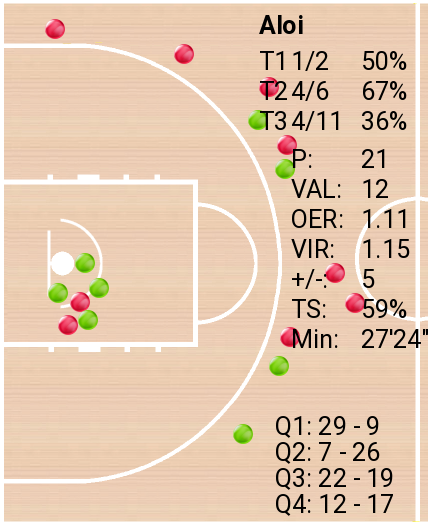 Aloi
T1 1/2 50%
T2 4/6 67%
T3 4/11 36%
P: 21
VAL: 12
OER: 1.11
VIR: 1.15
+/-: 5
TS: 59%
Min: 27'24"
Q1: 29 - 9
Q2: 7 - 26
Q3: 22 - 19
Q4: 12 - 17